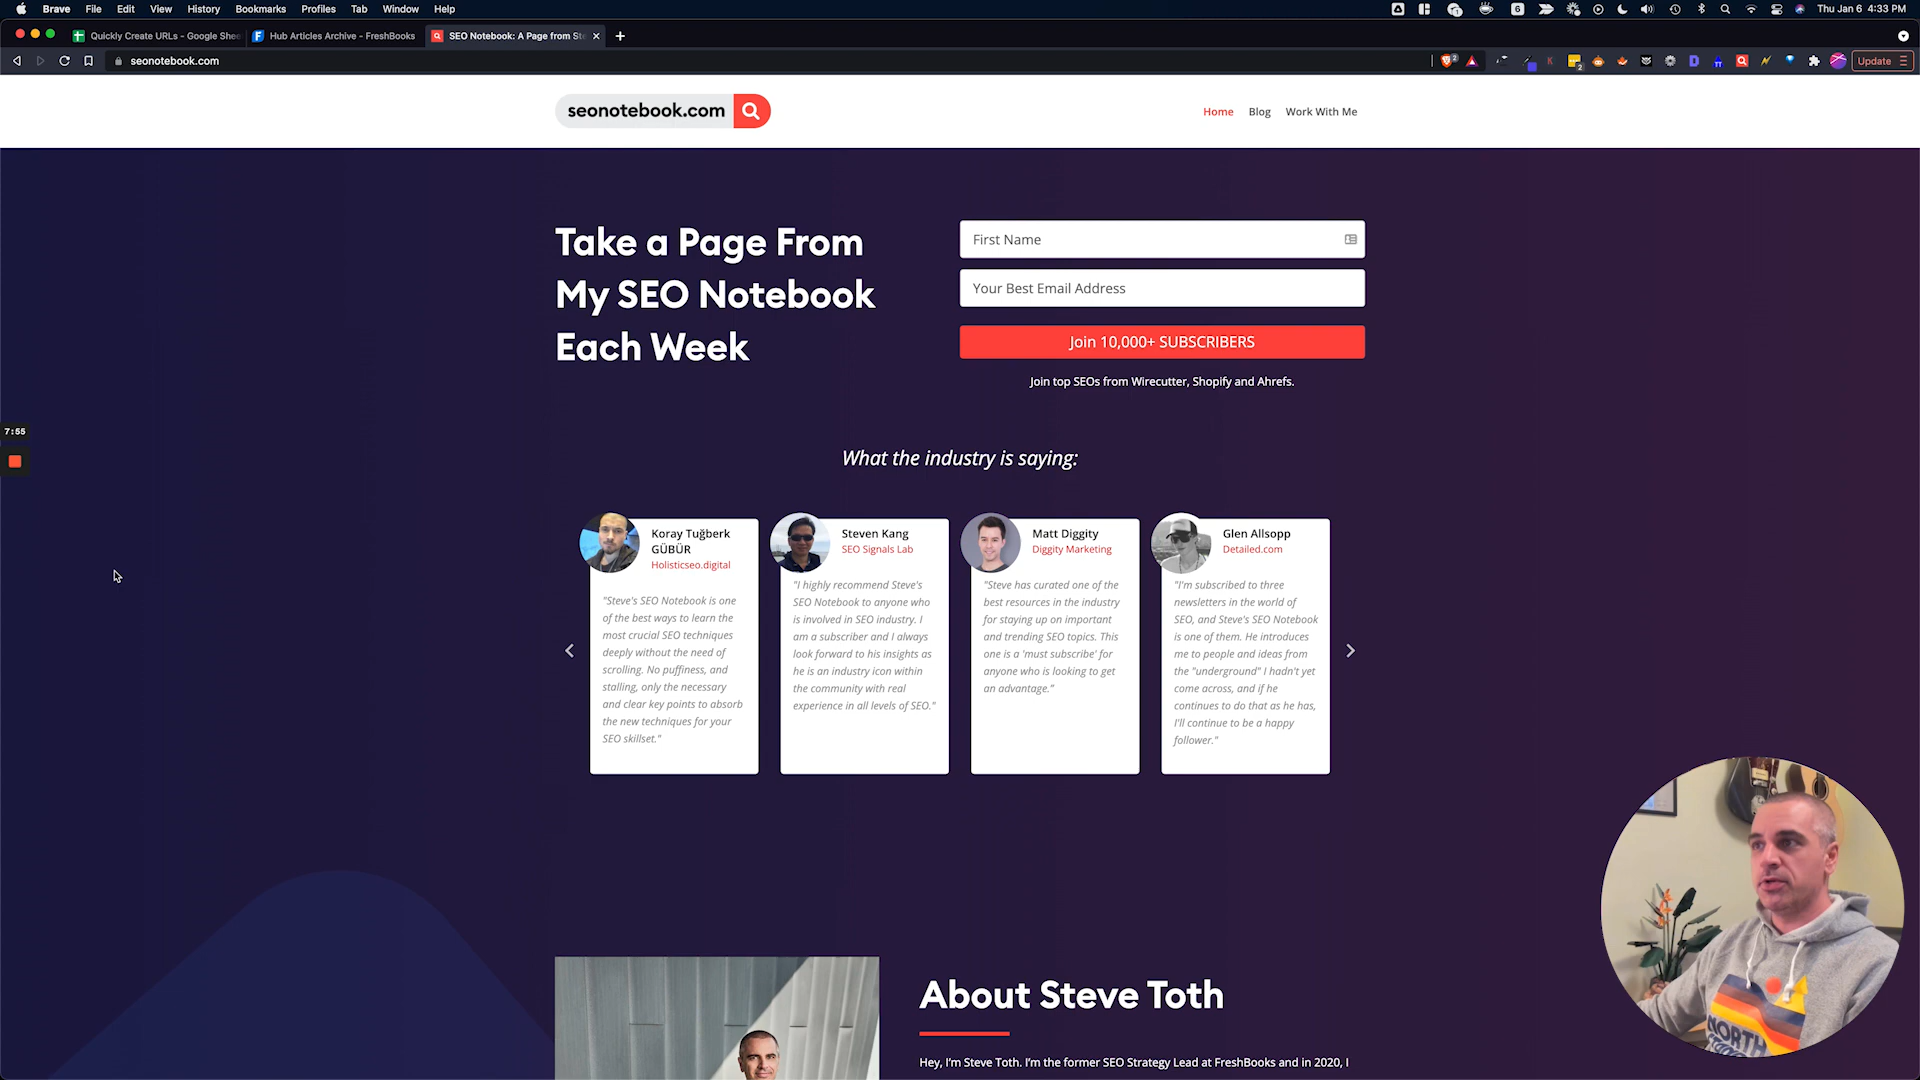 Brave File Edit View History Bookmarks Profiles Tab Window Help
Thu Jan 6 4:33 PM
Quickly Create URLs - Google She
Hub Articles Archive - FreshBooks
SEO Notebook: A Page from St
seonotebook.com
Update
seonotebook.com
Home Blog Work With Me
Take a Page From
My SEO Notebook
Each Week
First Name
Your Best Email Address
Join 10,000+ SUBSCRIBERS
Join top SEOs from Wirecutter, Shopify and Ahrefs.
7:55
What the industry is saying:
Koray Tuğberk
GÜBÜR
Holisticseo.digital
"Steve's SEO Notebook is one
of the best ways to learn the
most crucial SEO techniques
deeply without the need of
scrolling. No puffiness, and
stalling, only the necessary
and clear key points to absorb
the new techniques for your
SEO skillset."
Steven Kang
SEO Signals Lab
"I highly recommend Steve's
SEO Notebook to anyone who
is involved in SEO industry. I
am a subscriber and I always
look forward to his insights as
he is an industry icon within
the community with real
experience in all levels of SEO."
Matt Diggity
Diggity Marketing
"Steve has curated one of the
best resources in the industry
for staying up on important
and trending SEO topics. This
one is a 'must subscribe' for
anyone who is looking to get
an advantage."
Glen Allsopp
Detailed.com
"I'm subscribed to three
newsletters in the world of
SEO, and Steve's SEO Notebook
is one of them. He introduces
me to people and ideas from
the "underground" I hadn't yet
come across, and if he
continues to do that as he has,
I'll continue to be a happy
follower."
About Steve Toth
Hey, I'm Steve Toth. I'm the former SEO Strategy Lead at FreshBooks and in 2020, I
NORTH